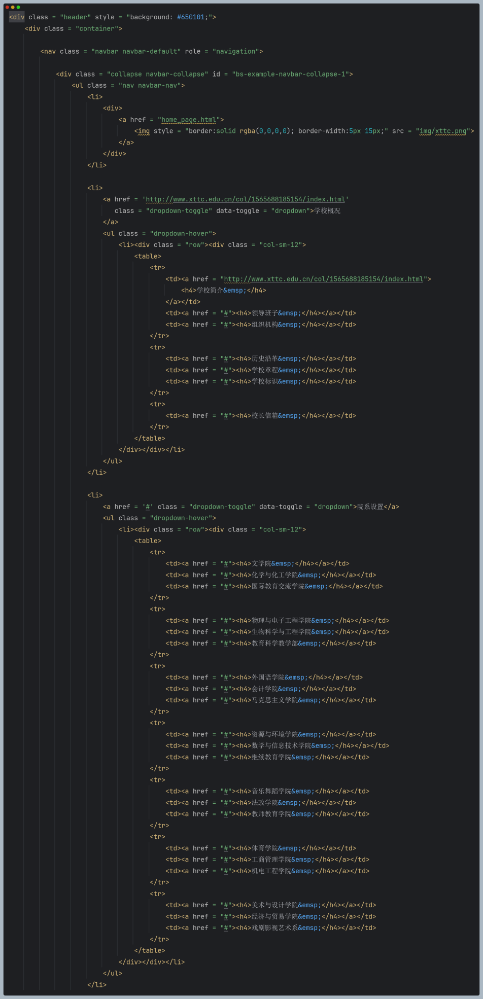 <div class = "header" style = "background: #650101;">
<div class = "container">
<nav class = "navbar navbar-default" role = "navigation">
<div class = "collapse navbar-collapse" id = "bs-example-navbar-collapse-1">
<ul class = "nav navbar-nav">
<li>
<div>
<a href = "home_page.html">
<img style = "border:solid rgba(0,0,0,0); border-width:5px 15px;" src = "img/xttc.png">
</a>
</div>
</li>
<li>
<a href = 'http://www.xttc.edu.cn/col/1565688185154/index.html'
class = "dropdown-toggle" data-toggle = "dropdown">学校概况
</a>
<ul class = "dropdown-hover">
<li><div class = "row"><div class = "col-sm-12">
<table>
<tr>
<td><a href = "http://www.xttc.edu.cn/col/1565688185154/index.html">
<h4>学校简介&emsp;</h4>
</a></td>
<td><a href = "#"><h4>领导班子&emsp;</h4></a></td>
<td><a href = "#"><h4>组织机构&emsp;</h4></a></td>
</tr>
<tr>
<td><a href = "#"><h4>历史沿革&emsp;</h4></a></td>
<td><a href = "#"><h4>学校章程&emsp;</h4></a></td>
<td><a href = "#"><h4>学校标识&emsp;</h4></a></td>
</tr>
<tr>
<td><a href = "#"><h4>校长信箱&emsp;</h4></a></td>
</tr>
</table>
</div></div></li>
</ul>
</li>
<li>
<a href = '#' class = "dropdown-toggle" data-toggle = "dropdown">院系设置</a>
<ul class = "dropdown-hover">
<li><div class = "row"><div class = "col-sm-12">
<table>
<tr>
<td><a href = "#"><h4>文学院&emsp;</h4></a></td>
<td><a href = "#"><h4>化学与化工学院&emsp;</h4></a></td>
<td><a href = "#"><h4>国际教育交流学院&emsp;</h4></a></td>
</tr>
<tr>
<td><a href = "#"><h4>物理与电子工程学院&emsp;</h4></a></td>
<td><a href = "#"><h4>生物科学与工程学院&emsp;</h4></a></td>
<td><a href = "#"><h4>教育科学教学部&emsp;</h4></a></td>
</tr>
<tr>
<td><a href = "#"><h4>外国语学院&emsp;</h4></a></td>
<td><a href = "#"><h4>会计学院&emsp;</h4></a></td>
<td><a href = "#"><h4>马克思主义学院&emsp;</h4></a></td>
</tr>
<tr>
<td><a href = "#"><h4>资源与环境学院&emsp;</h4></a></td>
<td><a href = "#"><h4>数学与信息技术学院&emsp;</h4></a></td>
<td><a href = "#"><h4>继续教育学院&emsp;</h4></a></td>
</tr>
<tr>
<td><a href = "#"><h4>音乐舞蹈学院&emsp;</h4></a></td>
<td><a href = "#"><h4>法政学院&emsp;</h4></a></td>
<td><a href = "#"><h4>教师教育学院&emsp;</h4></a></td>
</tr>
<tr>
<td><a href = "#"><h4>体育学院&emsp;</h4></a></td>
<td><a href = "#"><h4>工商管理学院&emsp;</h4></a></td>
<td><a href = "#"><h4>机电工程学院&emsp;</h4></a></td>
</tr>
<tr>
<td><a href = "#"><h4>美术与设计学院&emsp;</h4></a></td>
<td><a href = "#"><h4>经济与贸易学院&emsp;</h4></a></td>
<td><a href = "#"><h4>戏剧影视艺术系&emsp;</h4></a></td>
</tr>
</table>
</div></div></li>
</ul>
</li>